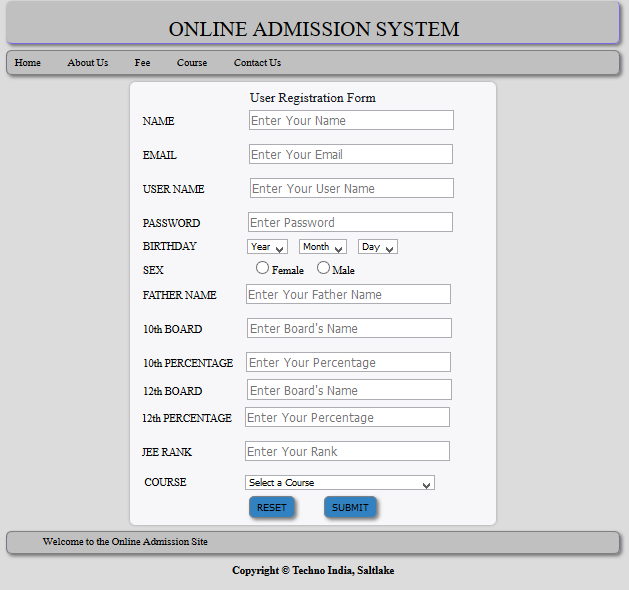 ONLINE ADMISSION SYSTEM
Home About Us Fee Course Contact Us
User Registration Form
NAME Enter Your Name
EMAIL Enter Your Email
USER NAME Enter Your User Name
PASSWORD Enter Password
BIRTHDAY Year Month Day
SEX Female Male
FATHER NAME Enter Your Father Name
10th BOARD Enter Board's Name
10th PERCENTAGE Enter Your Percentage
12th BOARD Enter Board's Name
12th PERCENTAGE Enter Your Percentage
JEE RANK Enter Your Rank
COURSE Select a Course
RESET SUBMIT
Welcome to the Online Admission Site
Copyright © Techno India, Saltlake